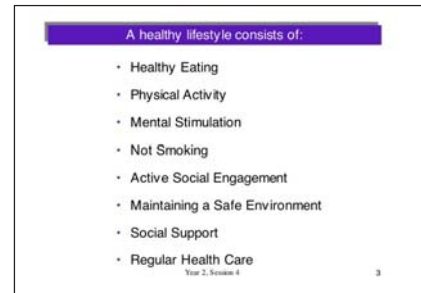 A healthy lifestyle consists of:
• Healthy Eating
• Physical Activity
• Mental Stimulation
• Not Smoking
• Active Social Engagement
• Maintaining a Safe Environment
• Social Support
• Regular Health Care
Year 2, Session 4
3